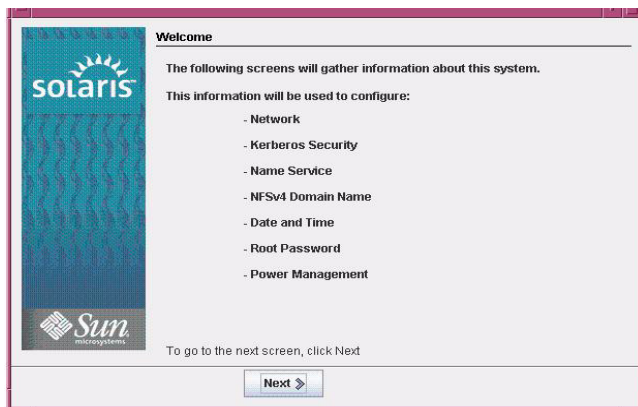 solaris
Welcome
The following screens will gather information about this system.
This information will be used to configure:
- Network
- Kerberos Security
- Name Service
- NFSv4 Domain Name
- Date and Time
- Root Password
- Power Management
Sun
microsystems
To go to the next screen, click Next
Next